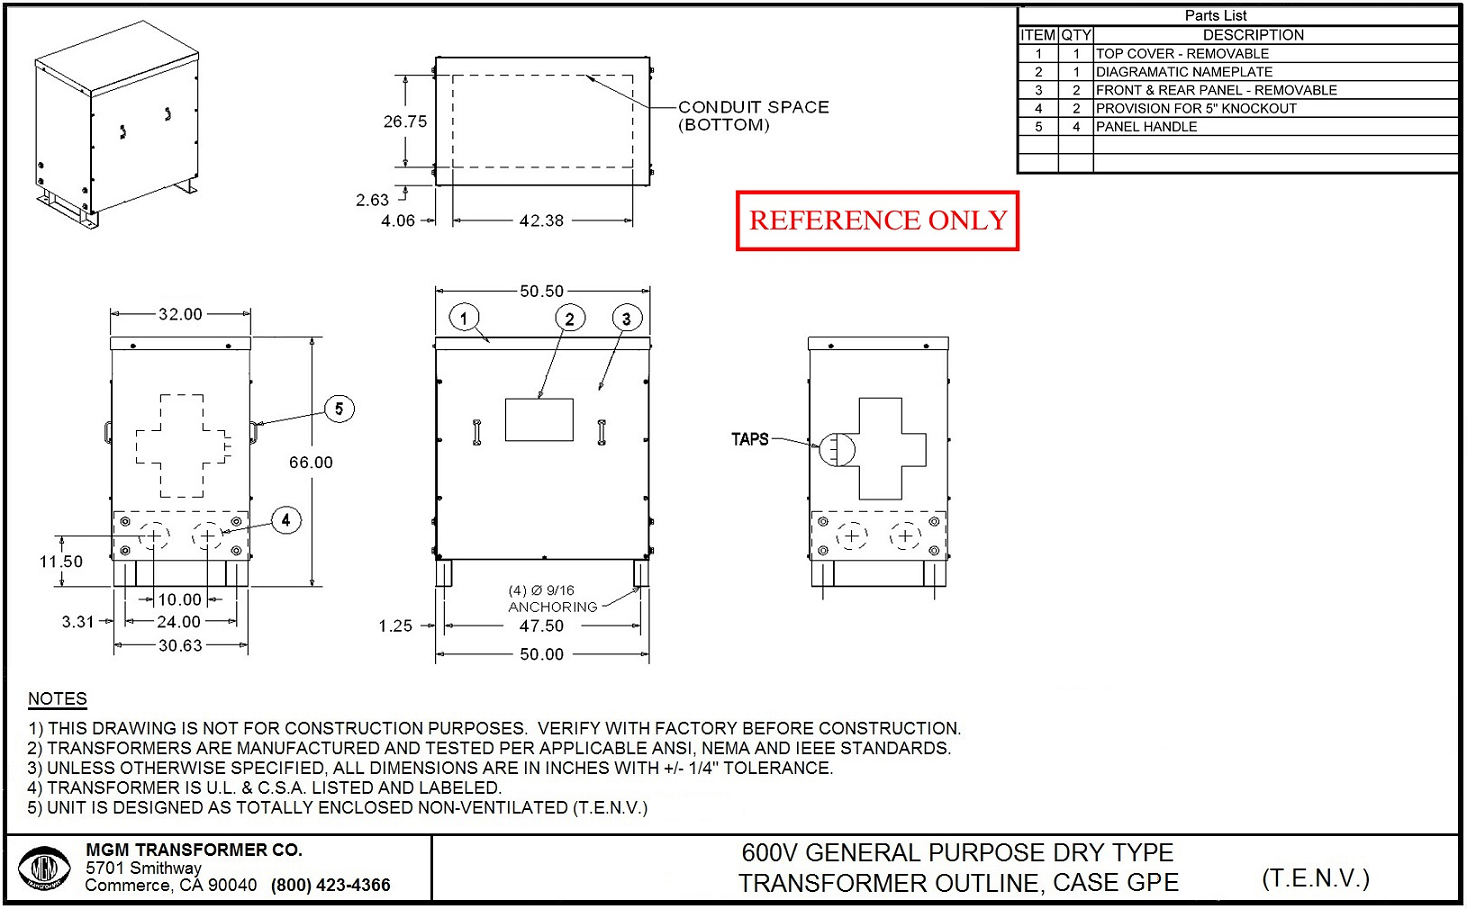 Parts List
ITEM QTY DESCRIPTION
1 1 TOP COVER - REMOVABLE
2 1 DIAGRAMATIC NAMEPLATE
3 2 FRONT & REAR PANEL - REMOVABLE
4 2 PROVISION FOR 5" KNOCKOUT
5 4 PANEL HANDLE
CONDUIT SPACE
(BOTTOM)
26.75
2.63
4.06
42.38
REFERENCE ONLY
32.00
5
66.00
4
11.50
10.00
3.31
24.00
30.63
50.50
1
2
3
(4) Ø 9/16
ANCHORING
1.25
47.50
50.00
TAPS
NOTES
1) THIS DRAWING IS NOT FOR CONSTRUCTION PURPOSES. VERIFY WITH FACTORY BEFORE CONSTRUCTION.
2) TRANSFORMERS ARE MANUFACTURED AND TESTED PER APPLICABLE ANSI, NEMA AND IEEE STANDARDS.
3) UNLESS OTHERWISE SPECIFIED, ALL DIMENSIONS ARE IN INCHES WITH +/- 1/4" TOLERANCE.
4) TRANSFORMER IS U.L. & C.S.A. LISTED AND LABELED.
5) UNIT IS DESIGNED AS TOTALLY ENCLOSED NON-VENTILATED (T.E.N.V.)
MGM
TRANSFORMER
MGM TRANSFORMER CO.
5701 Smithway
Commerce, CA 90040 (800) 423-4366
600V GENERAL PURPOSE DRY TYPE
TRANSFORMER OUTLINE, CASE GPE
(T.E.N.V.)